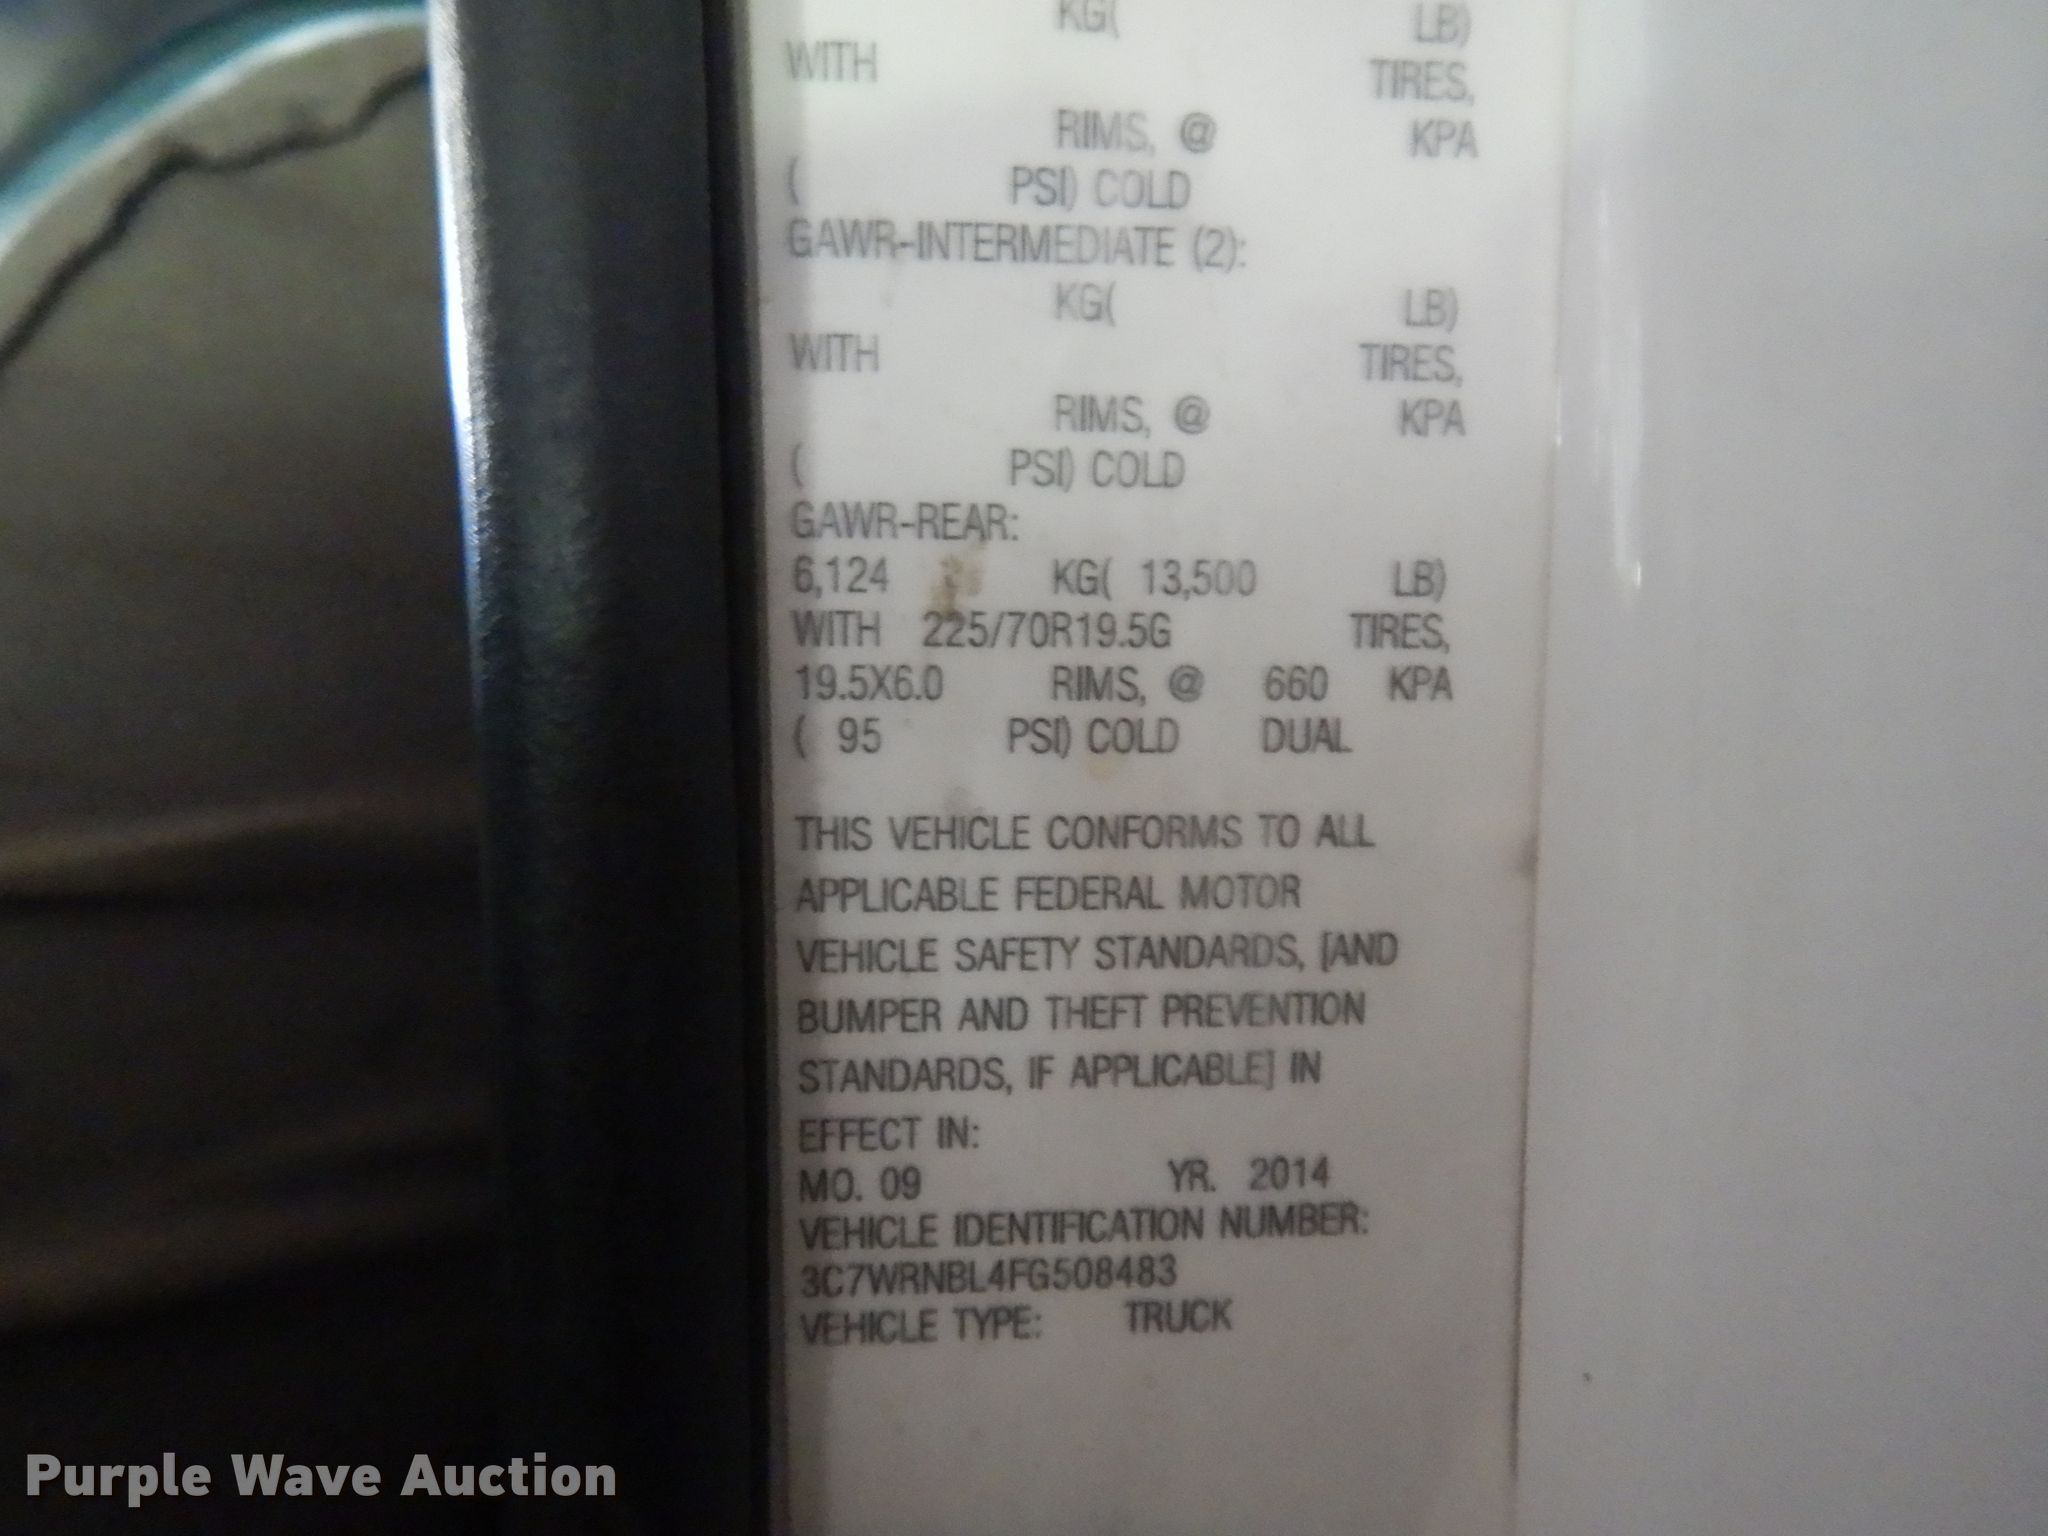 KG( LB)
WITH TIRES,
RIMS, @ KPA
( PSI) COLD
GAWR-INTERMEDIATE (2):
KG( LB)
WITH TIRES,
RIMS, @ KPA
( PSI) COLD
GAWR-REAR:
6,124 KG( 13,500 LB)
WITH 225/70R19.5G TIRES,
19.5X6.0 RIMS, @ 660 KPA
( 95 PSI) COLD DUAL
THIS VEHICLE CONFORMS TO ALL
APPLICABLE FEDERAL MOTOR
VEHICLE SAFETY STANDARDS, [AND
BUMPER AND THEFT PREVENTION
STANDARDS, IF APPLICABLE] IN
EFFECT IN:
MO. 09 YR. 2014
VEHICLE IDENTIFICATION NUMBER:
3C7WRNBL4FG508483
VEHICLE TYPE: TRUCK
Purple Wave Auction